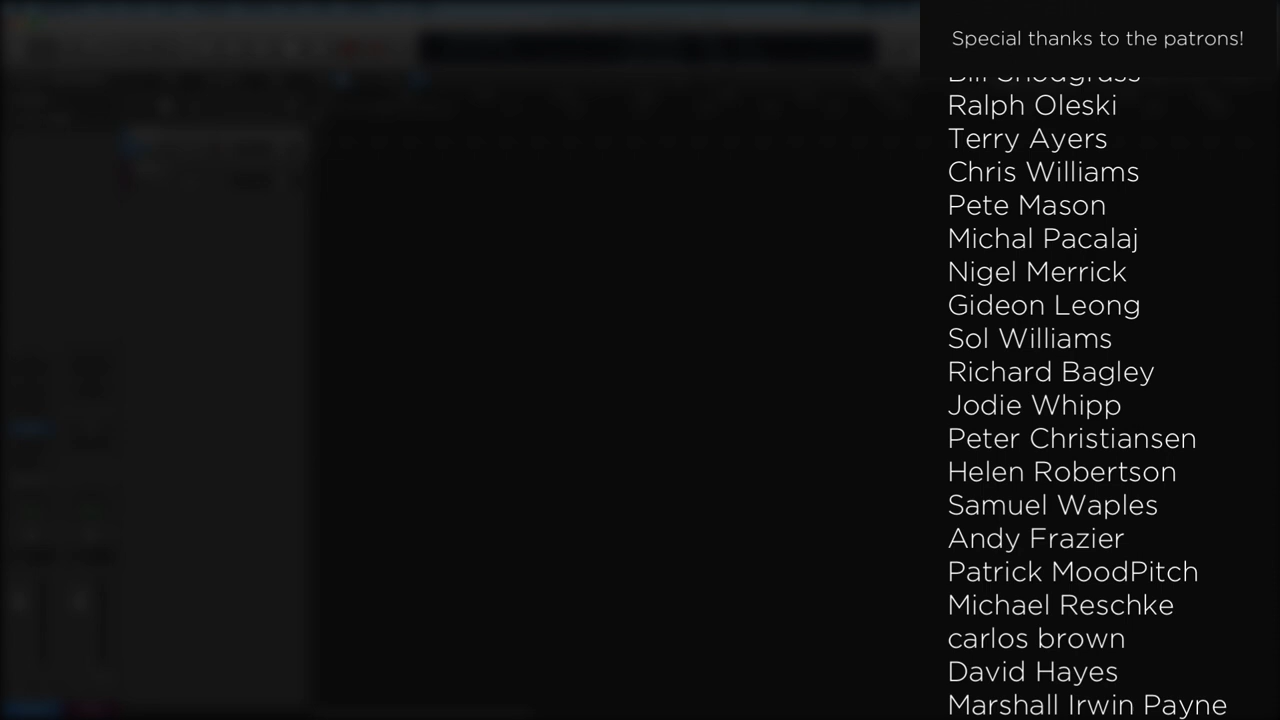 Special thanks to the patrons!
Bill Snodgrass
Ralph Oleski
Terry Ayers
Chris Williams
Pete Mason
Michal Pacalaj
Nigel Merrick
Gideon Leong
Sol Williams
Richard Bagley
Jodie Whipp
Peter Christiansen
Helen Robertson
Samuel Waples
Andy Frazier
Patrick MoodPitch
Michael Reschke
carlos brown
David Hayes
Marshall Irwin Payne